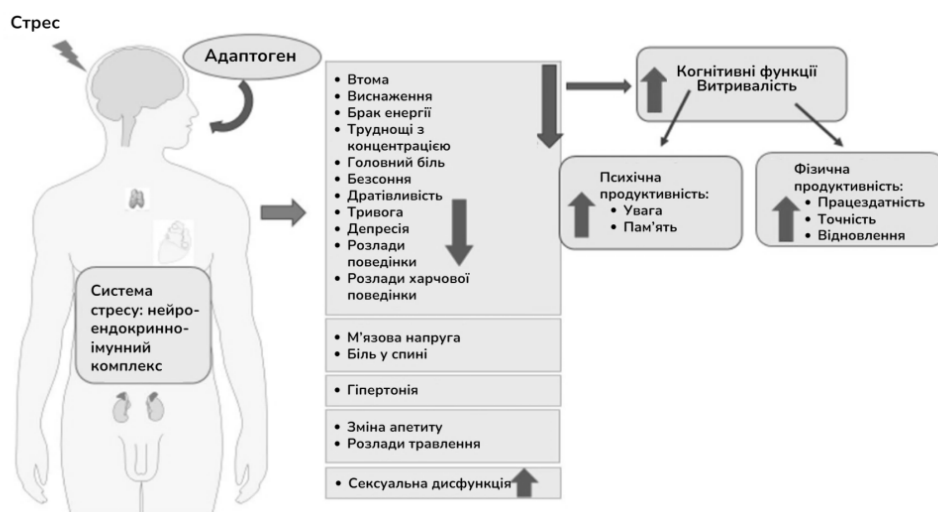 Стрес
Адаптоген
• Втома
• Виснаження
• Брак енергії
• Труднощі з
концентрацією
• Головний біль
• Безсоння
• Дратівливість
• Тривога
• Депресія
• Розлади
поведінки
• Розлади харчової
поведінки
• М'язова напруга
• Біль у спині
• Гіпертонія
• Зміна апетиту
• Розлади травлення
• Сексуальна дисфункція
Когнітивні функції
Витривалість
Психічна
продуктивність:
• Увага
• Пам'ять
Фізична
продуктивність:
• Працездатність
• Точність
• Відновлення
Система
стресу: нейро-
ендокринно-
імунний
комплекс